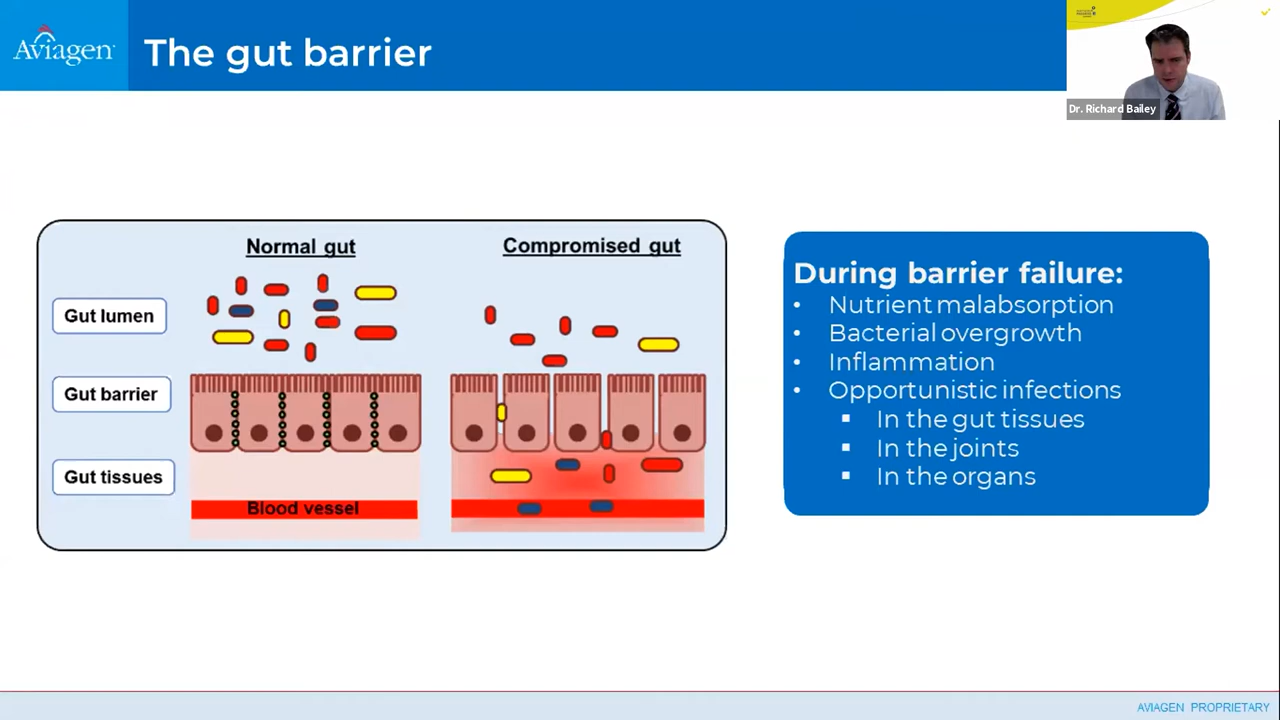 Aviagen
The gut barrier
Dr. Richard Bailey
Normal gut
Compromised gut
Gut lumen
Gut barrier
Gut tissues
Blood vessel
During barrier failure:
• Nutrient malabsorption
• Bacterial overgrowth
• Inflammation
• Opportunistic infections
▪ In the gut tissues
▪ In the joints
▪ In the organs
AVIAGEN PROPRIETARY